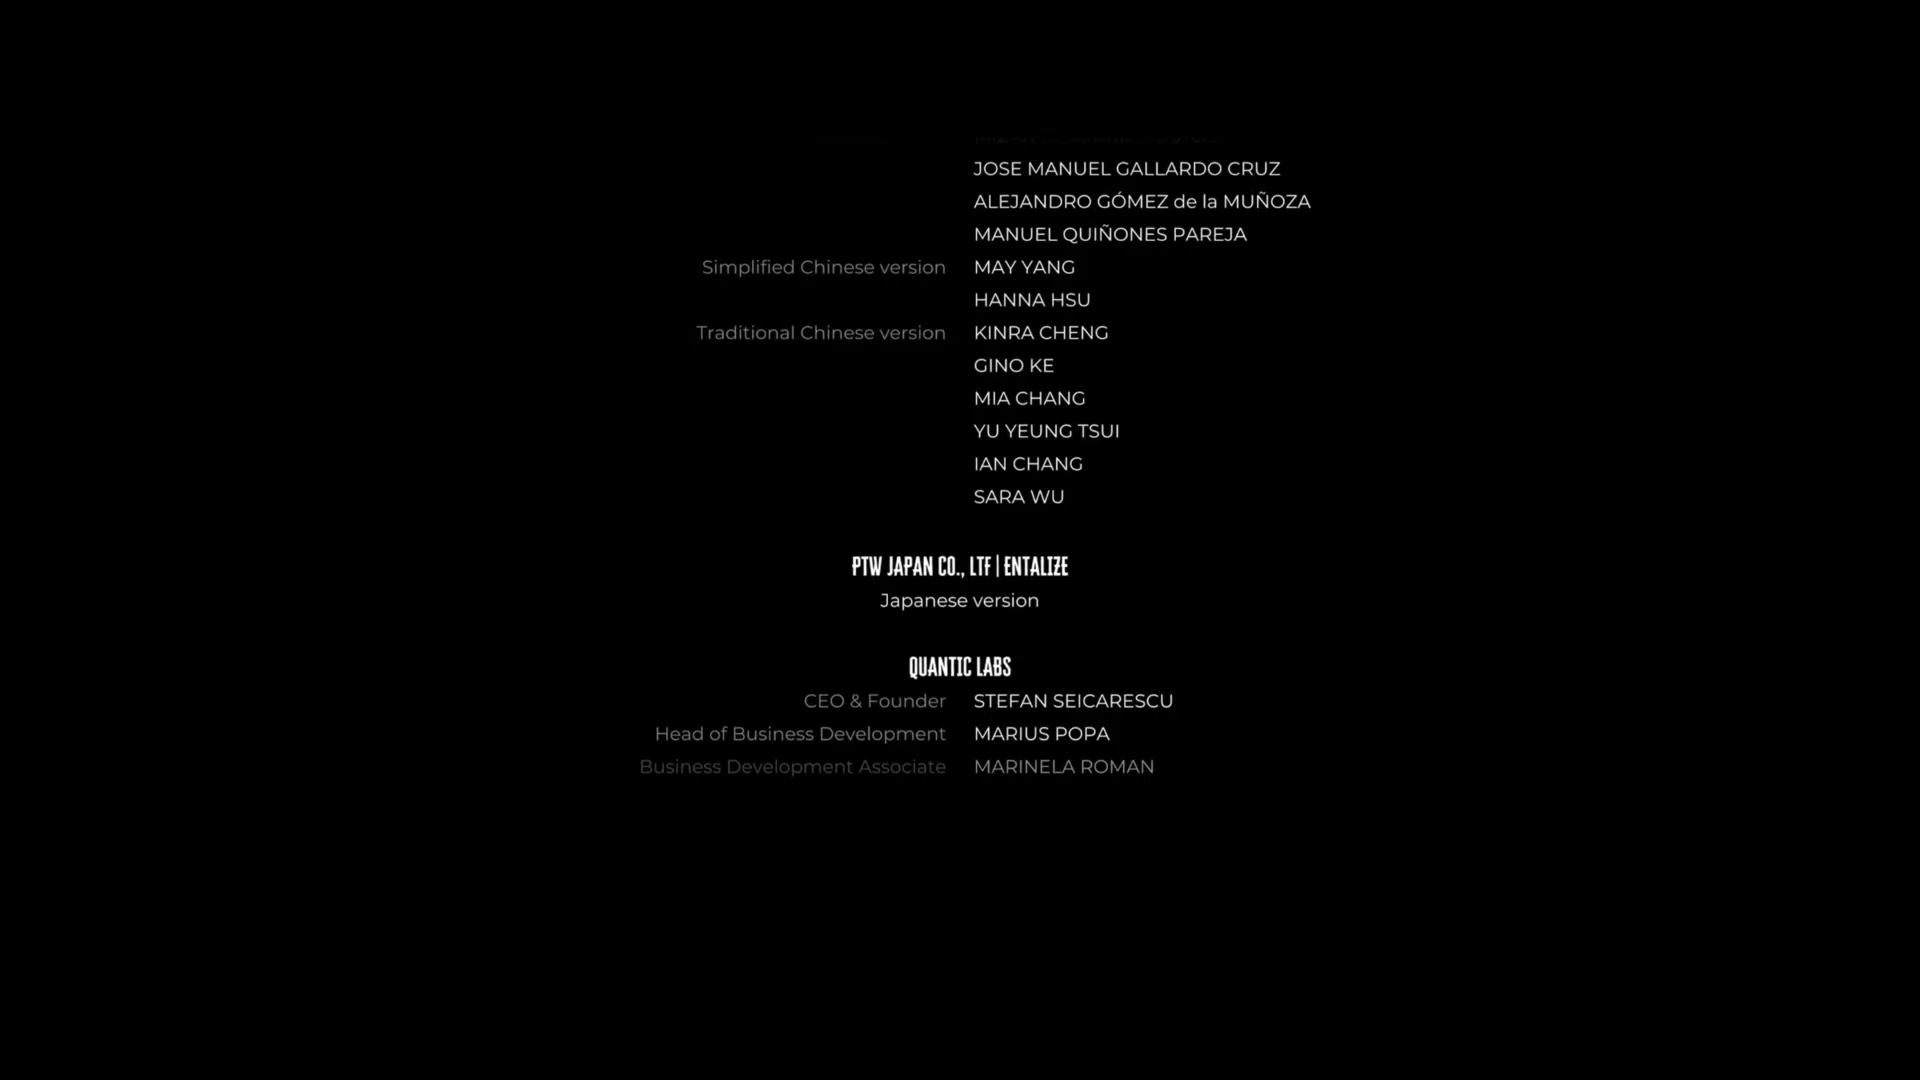 JOSE MANUEL GALLARDO CRUZ
ALEJANDRO GÓMEZ de la MUÑOZA
MANUEL QUIÑONES PAREJA
Simplified Chinese version MAY YANG
HANNA HSU
Traditional Chinese version KINRA CHENG
GINO KE
MIA CHANG
YU YEUNG TSUI
IAN CHANG
SARA WU
PTW JAPAN CO., LTF | ENTALIZE
Japanese version
QUANTIC LABS
CEO & Founder STEFAN SEICARESCU
Head of Business Development MARIUS POPA
Business Development Associate MARINELA ROMAN